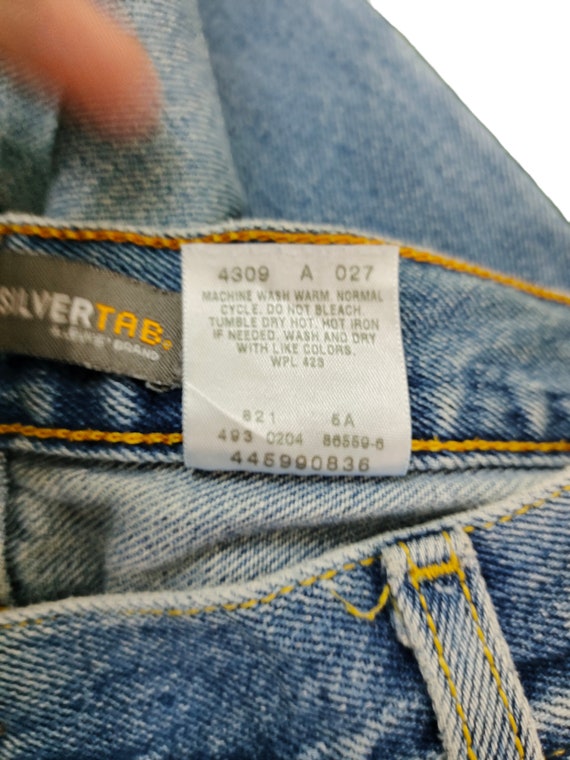 SILVERTAB
A LEVI'S BRAND
4309 A 027
MACHINE WASH WARM, NORMAL
CYCLE. DO NOT BLEACH.
TUMBLE DRY HOT. HOT IRON
IF NEEDED. WASH AND DRY
WITH LIKE COLORS.
WPL 423
821 6A
493 0204 86559-6
445990836